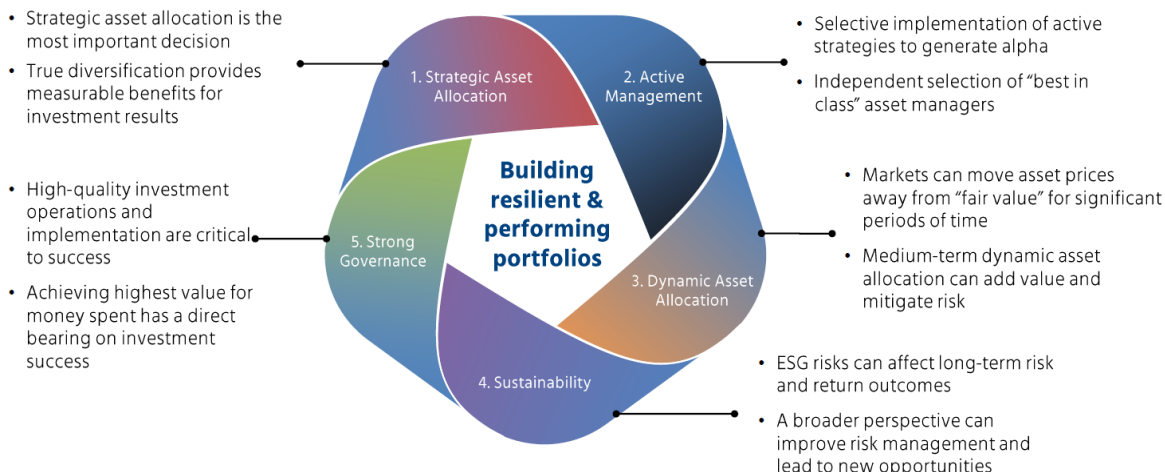 • Strategic asset allocation is the
most important decision
• True diversification provides
measurable benefits for
investment results
1. Strategic Asset
Allocation
2. Active
Management
• Selective implementation of active
strategies to generate alpha
• Independent selection of “best in
class” asset managers
• High-quality investment
operations and
implementation are critical
to success
• Achieving highest value for
money spent has a direct
bearing on investment
success
5. Strong
Governance
Building
resilient &
performing
portfolios
3. Dynamic Asset
Allocation
• Markets can move asset prices
away from “fair value” for significant
periods of time
• Medium-term dynamic asset
allocation can add value and
mitigate risk
4. Sustainability
• ESG risks can affect long-term risk
and return outcomes
• A broader perspective can
improve risk management and
lead to new opportunities